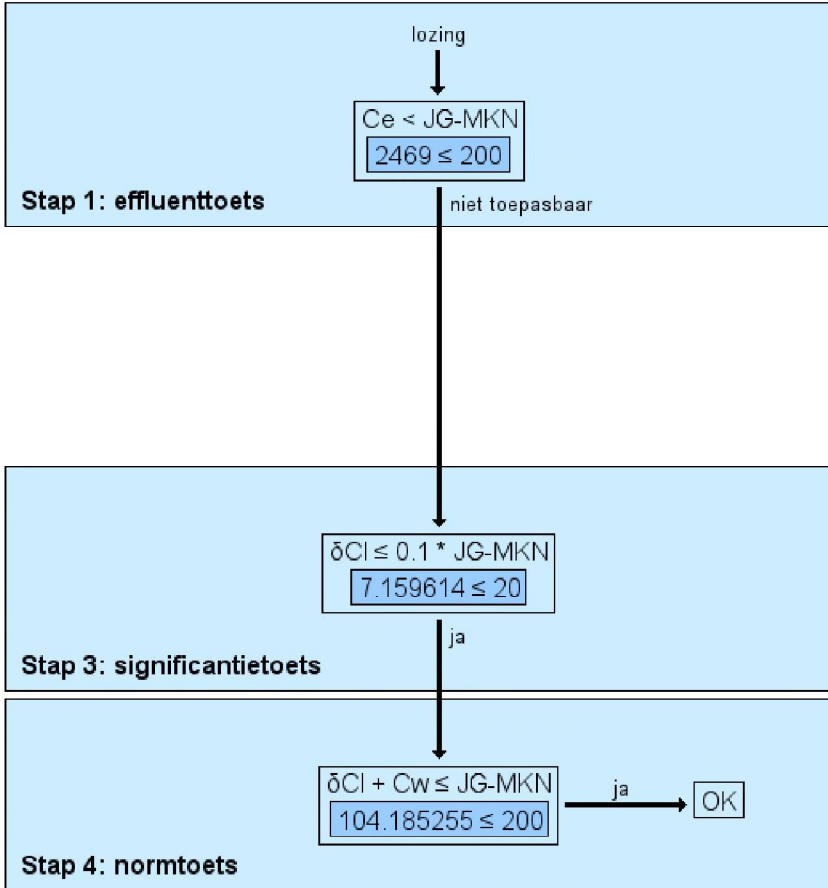 lozing
Ce < JG-MKN
2469 ≤ 200
Stap 1: effluenttoets
niet toepasbaar
δCl ≤ 0.1 * JG-MKN
7.159614 ≤ 20
ja
Stap 3: significantietoets
δCl + Cw ≤ JG-MKN
104.185255 ≤ 200
ja
OK
Stap 4: normtoets